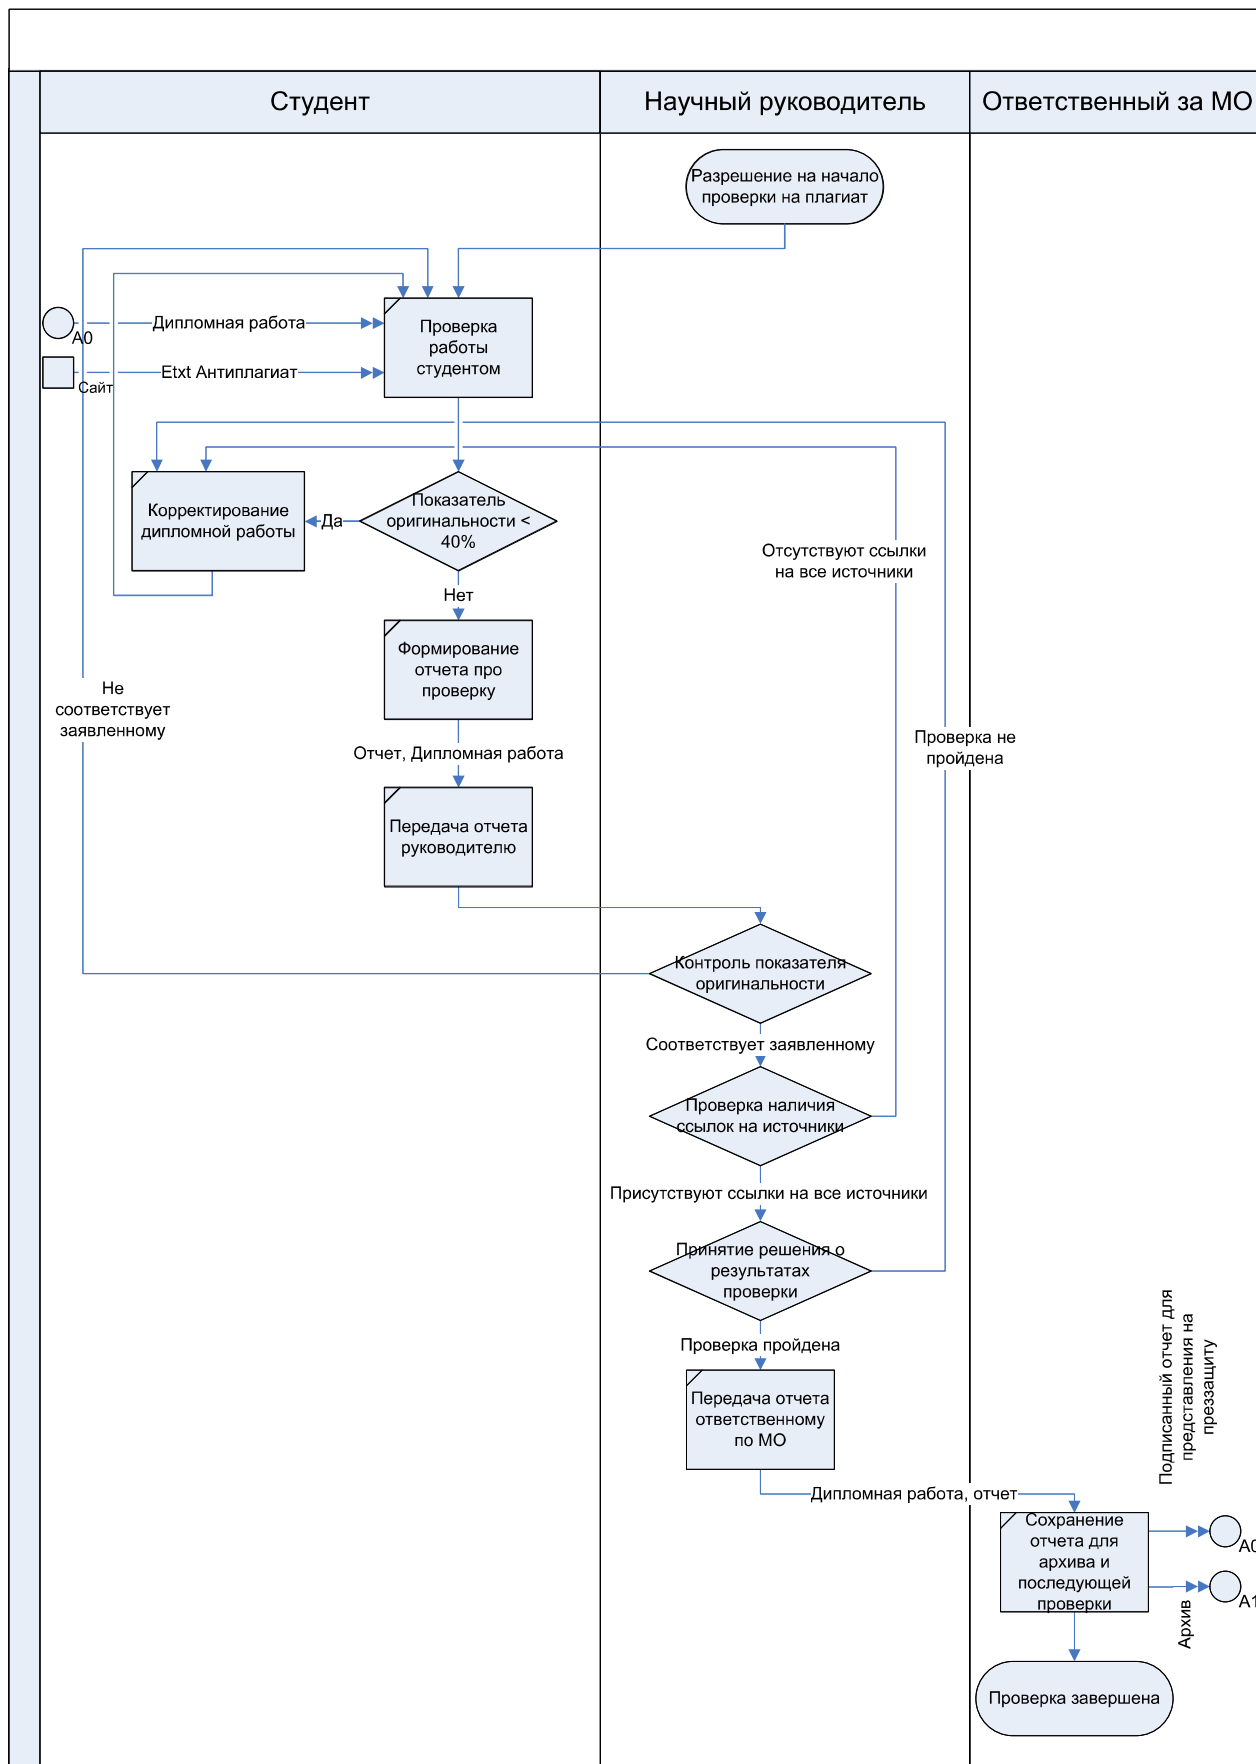 Студент
Научный руководитель
Ответственный за МО
Разрешение на начало
проверки на плагиат
Дипломная работа
А0
Etxt Антиплагиат
Сайт
Проверка
работы
студентом
Корректирование
дипломной работы
Да
Показатель
оригинальности <
40%
Нет
Отсутствуют ссылки
на все источники
Формирование
отчета про
проверку
Не
соответствует
заявленному
Отчет, Дипломная работа
Проверка не
пройдена
Передача отчета
руководителю
Контроль показателя
оригинальности
Соответствует заявленному
Проверка наличия
ссылок на источники
Присутствуют ссылки на все источники
Принятие решения о
результатах
проверки
Проверка пройдена
Передача отчета
ответственному
по МО
Дипломная работа, отчет
Подписанный отчет для
представления на
преззащиту
Сохранение
отчета для
архива и
последующей
проверки
А0
А1
Архив
Проверка завершена